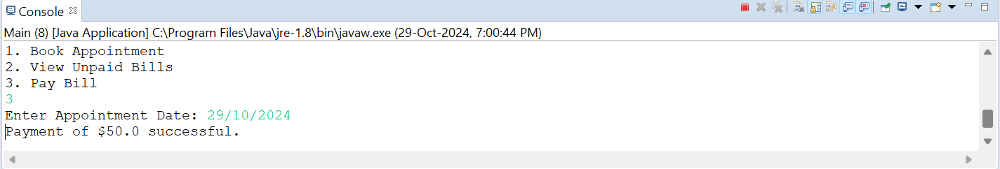 Console
Main (8) [Java Application] C:\Program Files\Java\jre-1.8\bin\javaw.exe (29-Oct-2024, 7:00:44 PM)
1. Book Appointment
2. View Unpaid Bills
3. Pay Bill
3
Enter Appointment Date: 29/10/2024
Payment of $50.0 successful.